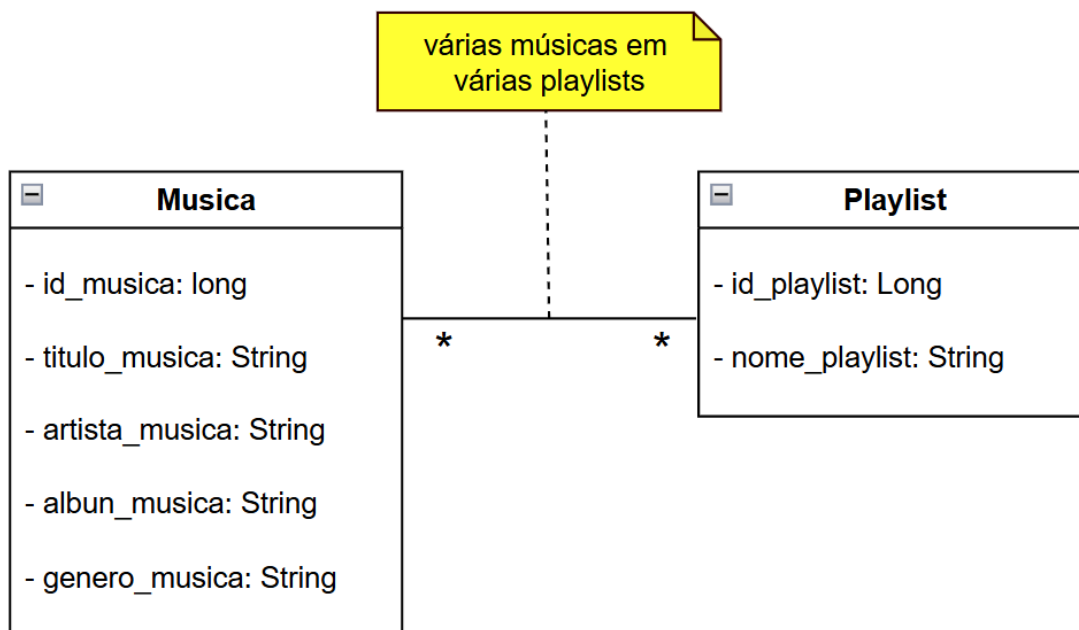 várias músicas em
várias playlists
Musica
- id_musica: long
- titulo_musica: String
- artista_musica: String
- albun_musica: String
- genero_musica: String
* *
Playlist
- id_playlist: Long
- nome_playlist: String